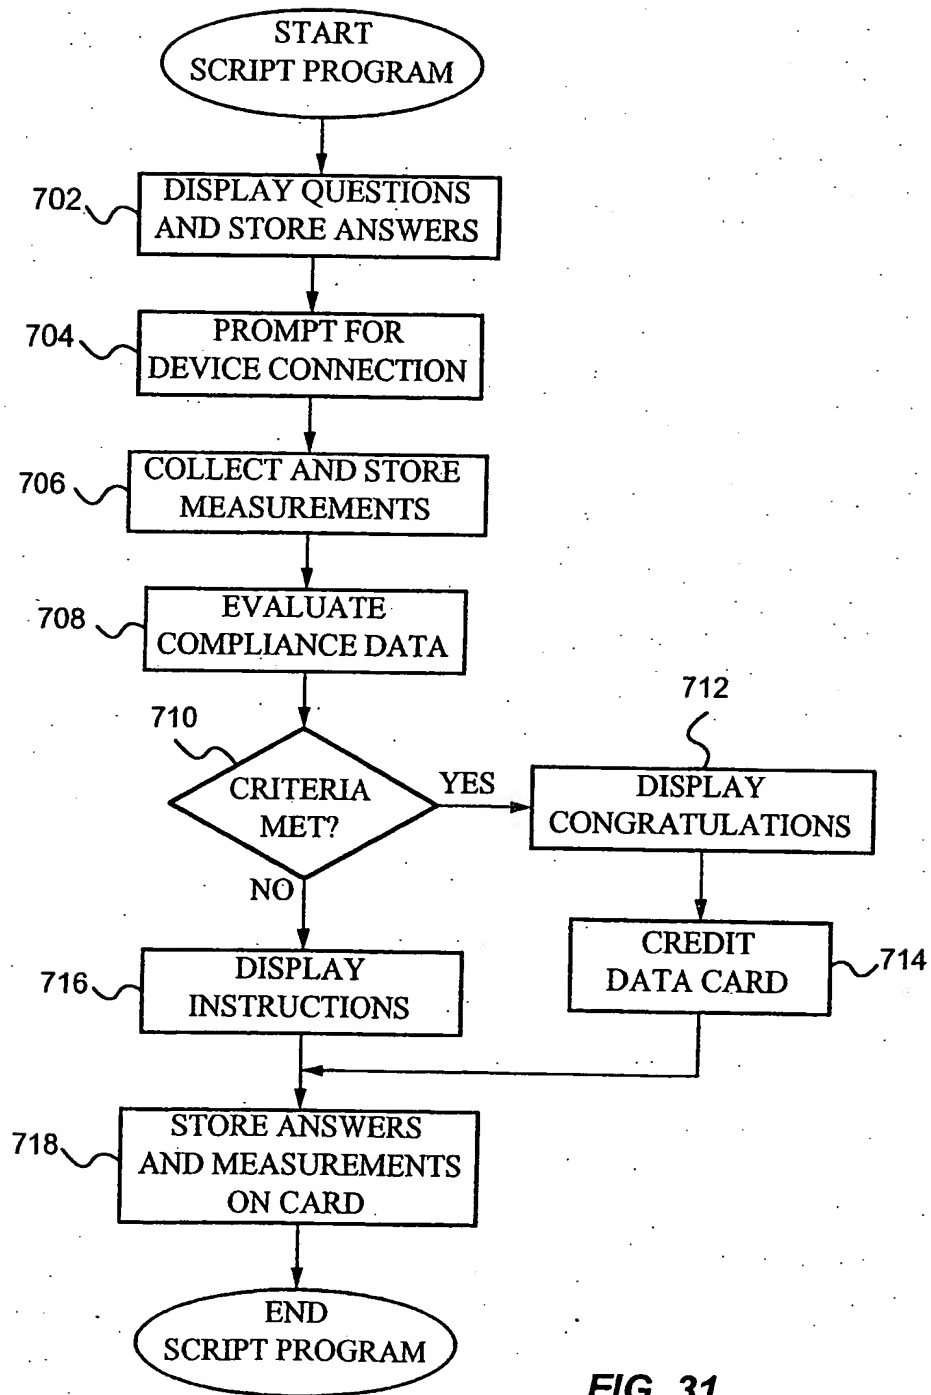 START
SCRIPT PROGRAM
702
DISPLAY QUESTIONS
AND STORE ANSWERS
704
PROMPT FOR
DEVICE CONNECTION
706
COLLECT AND STORE
MEASUREMENTS
708
EVALUATE
COMPLIANCE DATA
710
CRITERIA
MET?
YES
NO
712
DISPLAY
CONGRATULATIONS
CREDIT
DATA CARD
714
716
DISPLAY
INSTRUCTIONS
718
STORE ANSWERS
AND MEASUREMENTS
ON CARD
END
SCRIPT PROGRAM
FIG. 31